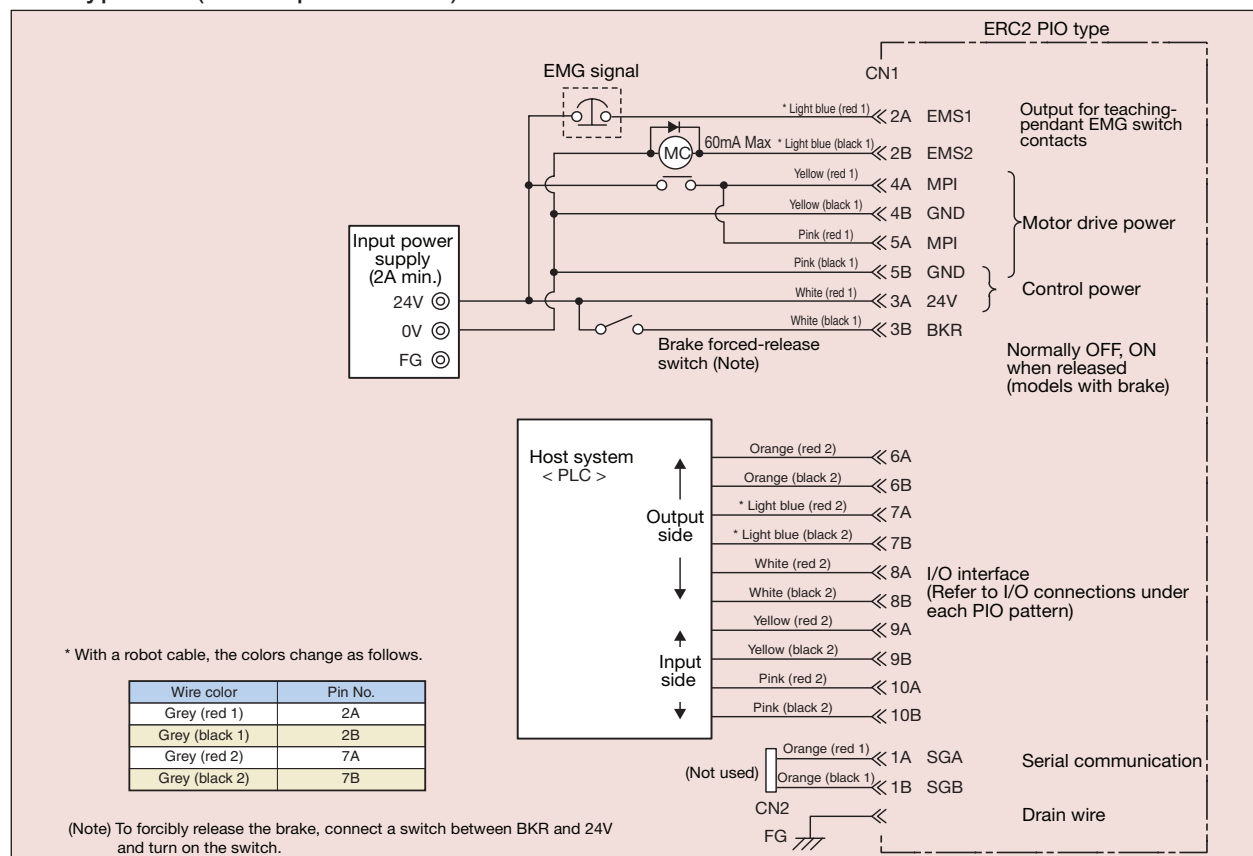 ERC2 PIO type
CN1
EMG signal
* Light blue (red 1)
2A EMS1
Output for teaching-
pendant EMG switch
contacts
MC
60mA Max
* Light blue (black 1)
2B EMS2
Yellow (red 1)
4A MPI
Yellow (black 1)
4B GND
Pink (red 1)
5A MPI
Motor drive power
Pink (black 1)
5B GND
White (red 1)
3A 24V
Control power
White (black 1)
3B BKR
Input power
supply
(2A min.)
24V
0V
FG
Brake forced-release
switch (Note)
Normally OFF, ON
when released
(models with brake)
Host system
< PLC >
Output
side
Input
side
Orange (red 2)
6A
Orange (black 2)
6B
* Light blue (red 2)
7A
* Light blue (black 2)
7B
White (red 2)
8A
White (black 2)
8B
Yellow (red 2)
9A
Yellow (black 2)
9B
Pink (red 2)
10A
Pink (black 2)
10B
I/O interface
(Refer to I/O connections under
each PIO pattern)
* With a robot cable, the colors change as follows.
Wire color Pin No.
Grey (red 1) 2A
Grey (black 1) 2B
Grey (red 2) 7A
Grey (black 2) 7B
(Not used)
Orange (red 1)
1A SGA
Orange (black 1)
1B SGB
Serial communication
CN2
FG
Drain wire
(Note) To forcibly release the brake, connect a switch between BKR and 24V
and turn on the switch.